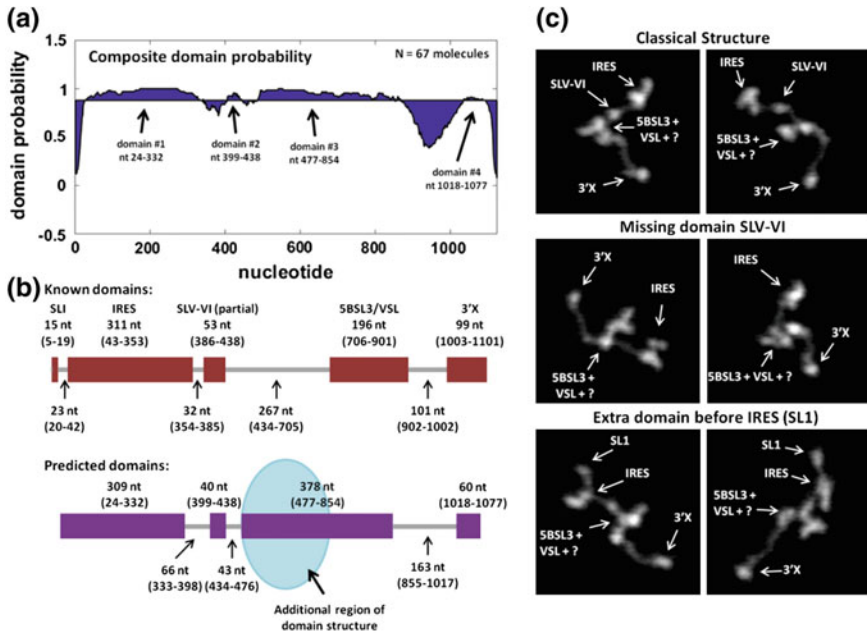 (a)
Composite domain probability
N = 67 molecules
1.5
1
0.5
0
-0.5
domain probability
domain #1
nt 24-332
domain #2
nt 399-438
domain #3
nt 477-854
domain #4
nt 1018-1077
0 200 400 600 800 1000
nucleotide
(b)
Known domains:
SLI
15 nt
(5-19)
IRES
311 nt
(43-353)
SLV-VI (partial)
53 nt
(386-438)
5BSL3/VSL
196 nt
(706-901)
3'X
99 nt
(1003-1101)
23 nt
(20-42)
32 nt
(354-385)
267 nt
(434-705)
101 nt
(902-1002)
Predicted domains:
309 nt
(24-332)
40 nt
(399-438)
378 nt
(477-854)
60 nt
(1018-1077)
66 nt
(333-398)
43 nt
(434-476)
163 nt
(855-1017)
Additional region of
domain structure
(c)
Classical Structure
IRES
SLV-VI
5BSL3 +
VSL + ?
3'X
IRES
SLV-VI
5BSL3 +
VSL + ?
3'X
Missing domain SLV-VI
3'X
IRES
5BSL3 +
VSL + ?
IRES
5BSL3 + VSL + ?
3'X
Extra domain before IRES (SL1)
SL1
IRES
5BSL3 +
VSL + ?
3'X
SL1
IRES
5BSL3 +
VSL + ?
3'X